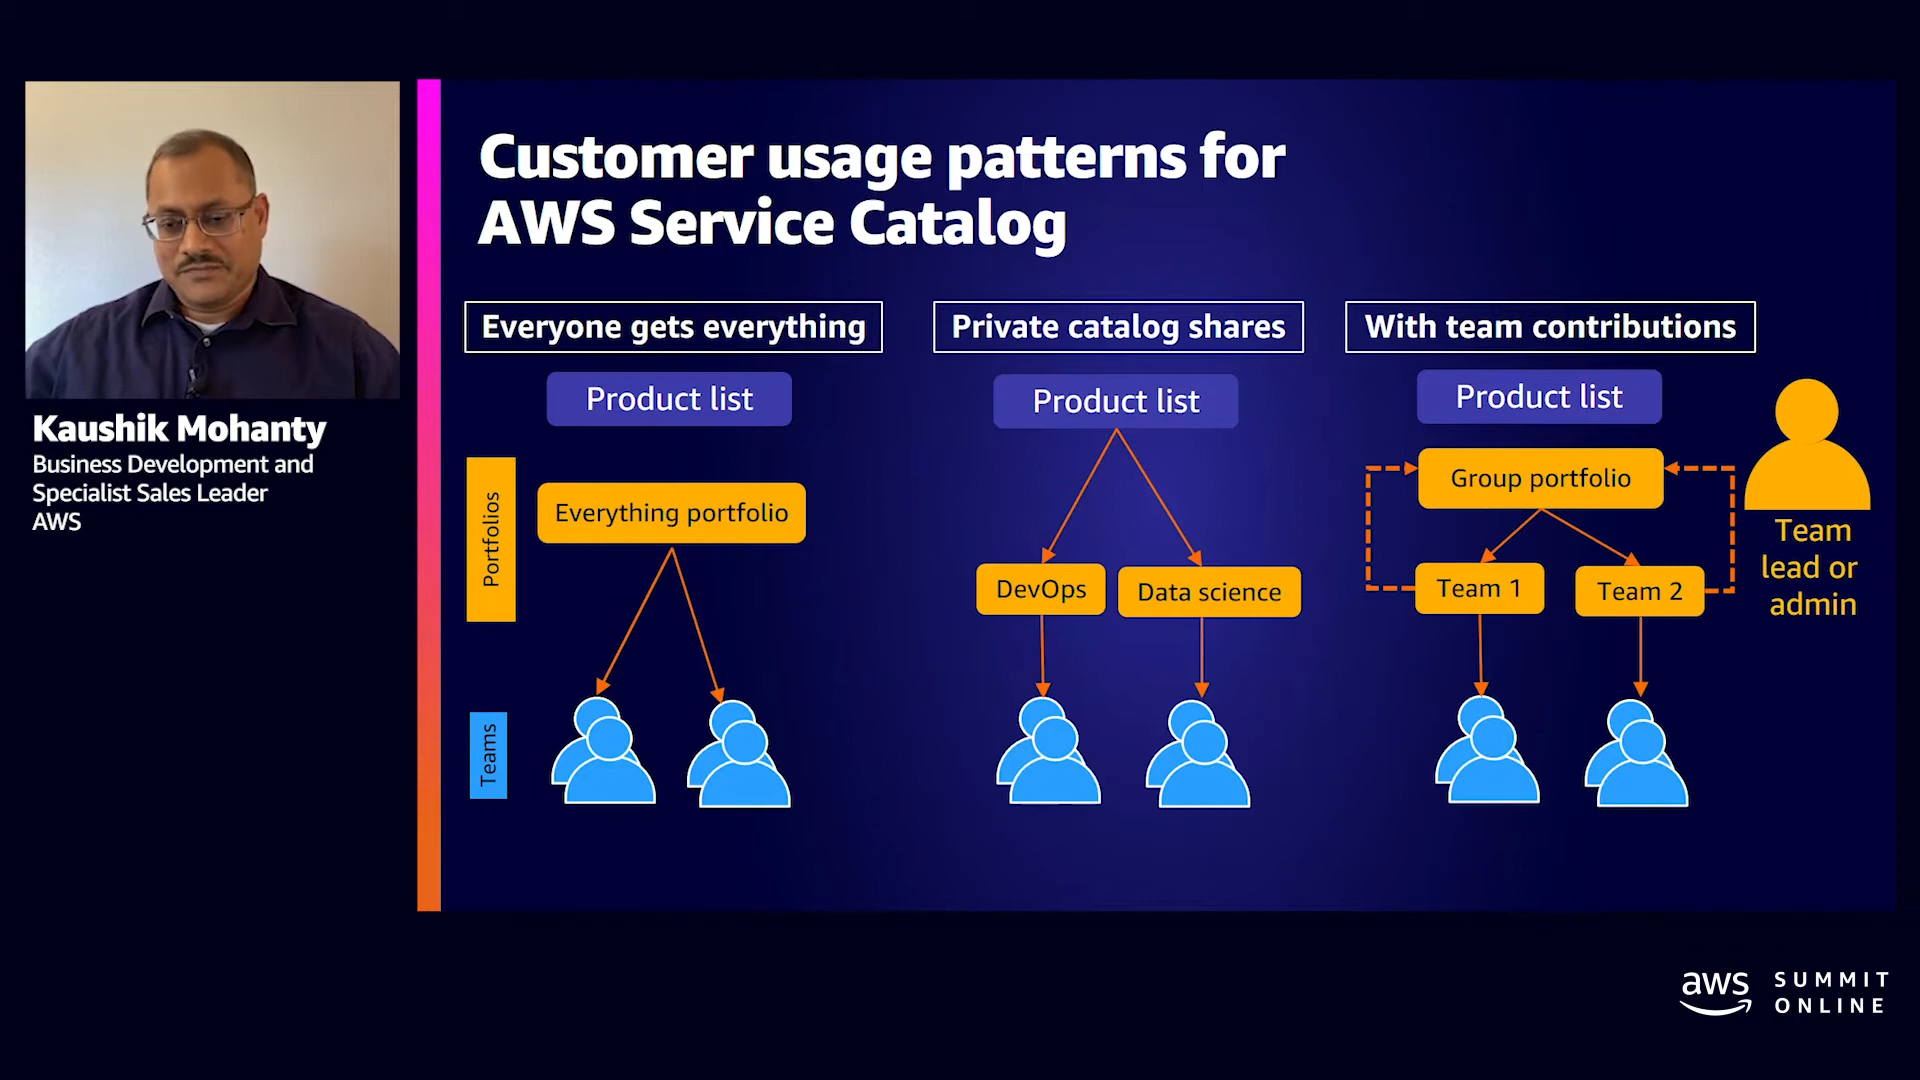 Customer usage patterns for
AWS Service Catalog
Kaushik Mohanty
Business Development and
Specialist Sales Leader
AWS
Everyone gets everything
Product list
Portfolios
Everything portfolio
Teams
Private catalog shares
Product list
DevOps
Data science
With team contributions
Product list
Group portfolio
Team 1
Team 2
Team
lead or
admin
aws
SUMMIT
ONLINE